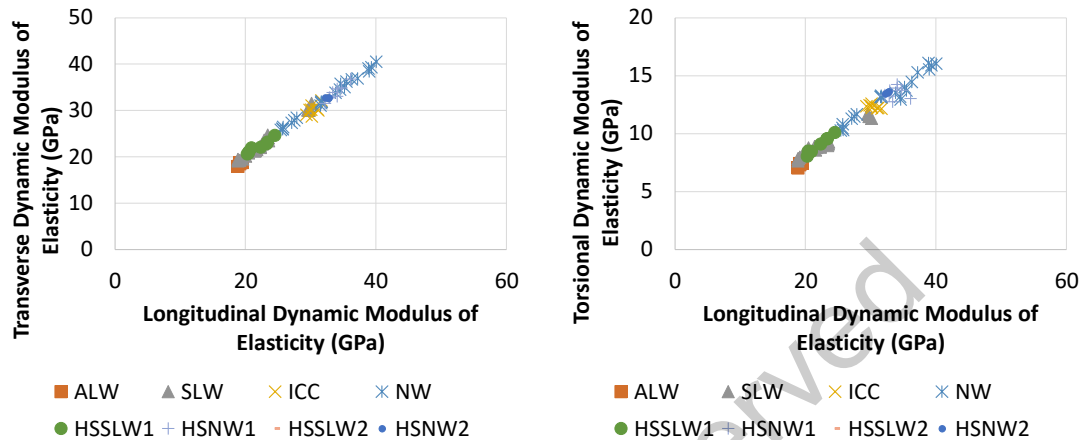 Transverse Dynamic Modulus of
Elasticity (GPa)
50
40
30
20
10
0
0 20 40 60
Longitudinal Dynamic Modulus of
Elasticity (GPa)
ALW SLW ICC NW
HSSLW1 HSNW1 HSSLW2 HSNW2
Torsional Dynamic Modulus of
Elasticity (GPa)
20
15
10
5
0
0 20 40 60
Longitudinal Dynamic Modulus of
Elasticity (GPa)
ALW SLW ICC NW
HSSLW1 HSNW1 HSSLW2 HSNW2
erved